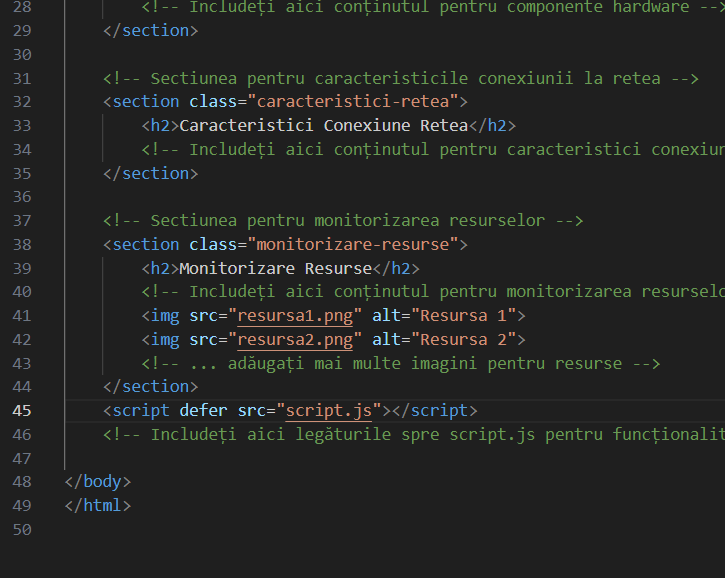 28 <!-- Includeți aici conținutul pentru componente hardware -->
29 </section>
30
31 <!-- Sectiunea pentru caracteristicile conexiunii la retea -->
32 <section class="caracteristici-retea">
33 <h2>Caracteristici Conexiune Retea</h2>
34 <!-- Includeți aici conținutul pentru caracteristici conexiun
35 </section>
36
37 <!-- Sectiunea pentru monitorizarea resurselor -->
38 <section class="monitorizare-resurse">
39 <h2>Monitorizare Resurse</h2>
40 <!-- Includeți aici conținutul pentru monitorizarea resurselo
41 <img src="resursa1.png" alt="Resursa 1">
42 <img src="resursa2.png" alt="Resursa 2">
43 <!-- ... adăugați mai multe imagini pentru resurse -->
44 </section>
45 <script defer src="script.js"></script>
46 <!-- Includeți aici legăturile spre script.js pentru funcționalit
47
48 </body>
49 </html>
50